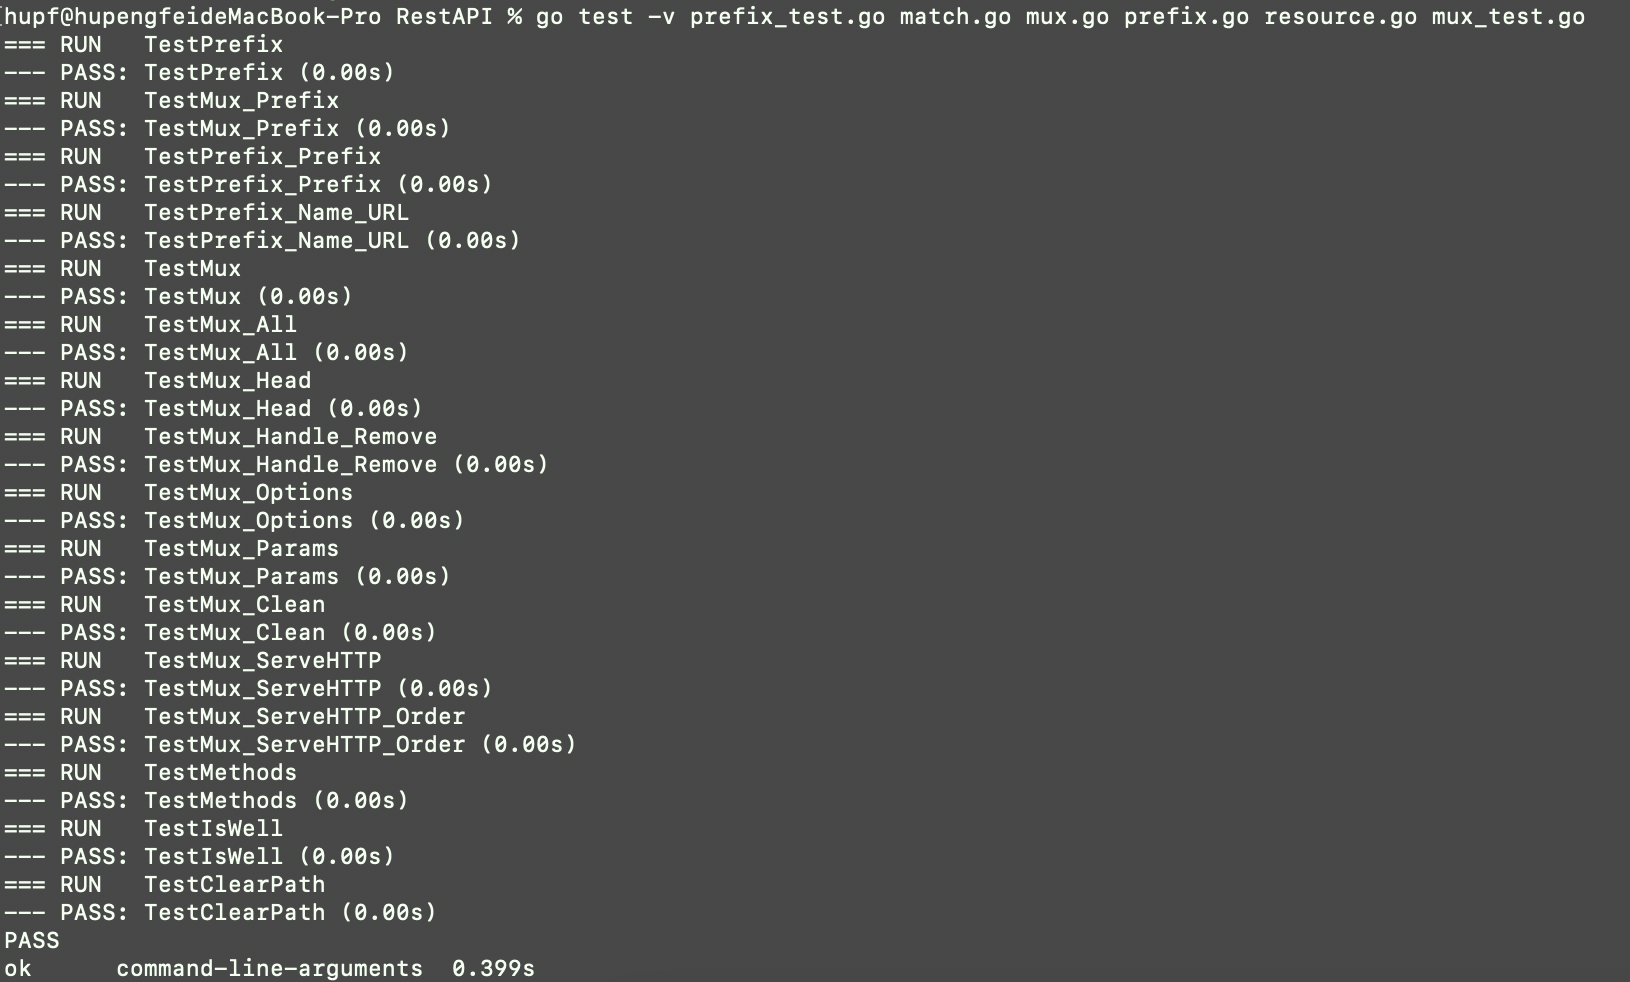 hupf@hupengfeideMacBook-Pro RestAPI % go test -v prefix_test.go match.go mux.go prefix.go resource.go mux_test.go
=== RUN   TestPrefix
--- PASS: TestPrefix (0.00s)
=== RUN   TestMux_Prefix
--- PASS: TestMux_Prefix (0.00s)
=== RUN   TestPrefix_Prefix
--- PASS: TestPrefix_Prefix (0.00s)
=== RUN   TestPrefix_Name_URL
--- PASS: TestPrefix_Name_URL (0.00s)
=== RUN   TestMux
--- PASS: TestMux (0.00s)
=== RUN   TestMux_All
--- PASS: TestMux_All (0.00s)
=== RUN   TestMux_Head
--- PASS: TestMux_Head (0.00s)
=== RUN   TestMux_Handle_Remove
--- PASS: TestMux_Handle_Remove (0.00s)
=== RUN   TestMux_Options
--- PASS: TestMux_Options (0.00s)
=== RUN   TestMux_Params
--- PASS: TestMux_Params (0.00s)
=== RUN   TestMux_Clean
--- PASS: TestMux_Clean (0.00s)
=== RUN   TestMux_ServeHTTP
--- PASS: TestMux_ServeHTTP (0.00s)
=== RUN   TestMux_ServeHTTP_Order
--- PASS: TestMux_ServeHTTP_Order (0.00s)
=== RUN   TestMethods
--- PASS: TestMethods (0.00s)
=== RUN   TestIsWell
--- PASS: TestIsWell (0.00s)
=== RUN   TestClearPath
--- PASS: TestClearPath (0.00s)
PASS
ok      command-line-arguments  0.399s